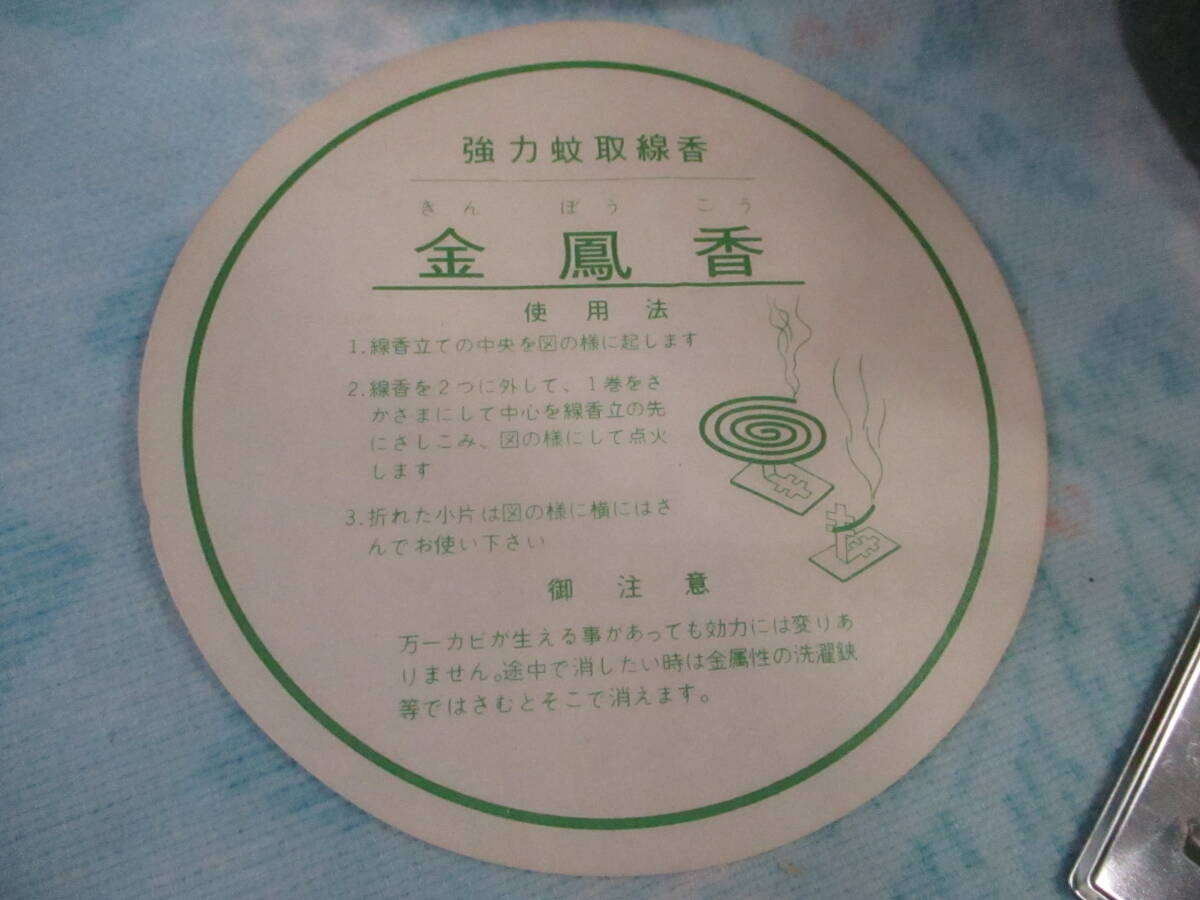 強力蚊取線香
きん ぽう こう
金鳳香
使用法
1.線香立ての中央を図の様に起します
2.線香を2つに外して、1巻をさ
かさまにして中心を線香立の先
にさしこみ、図の様にして点火
します
3.折れた小片は図の様に横にはさ
んでお使い下さい
御注意
万一カビが生える事があっても効力には変りあ
りません。途中で消したい時は金属性の洗濯鋏
等ではさむとそこで消えます。